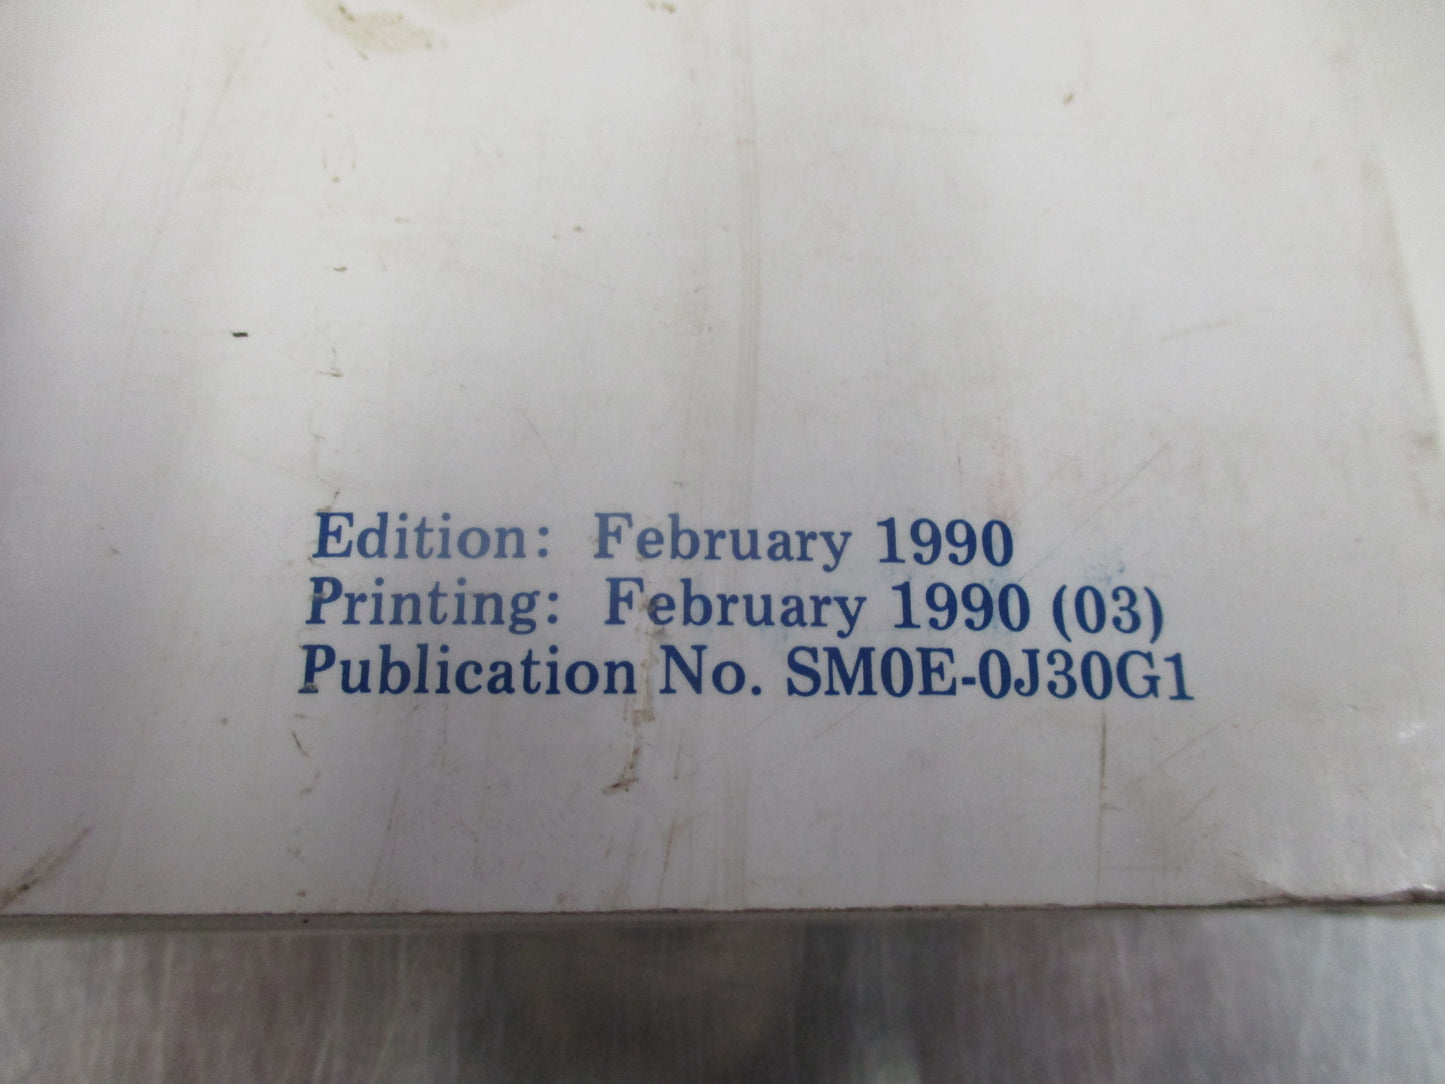 Edition: February 1990
Printing: February 1990 (03)
Publication No. SM0E-0J30G1